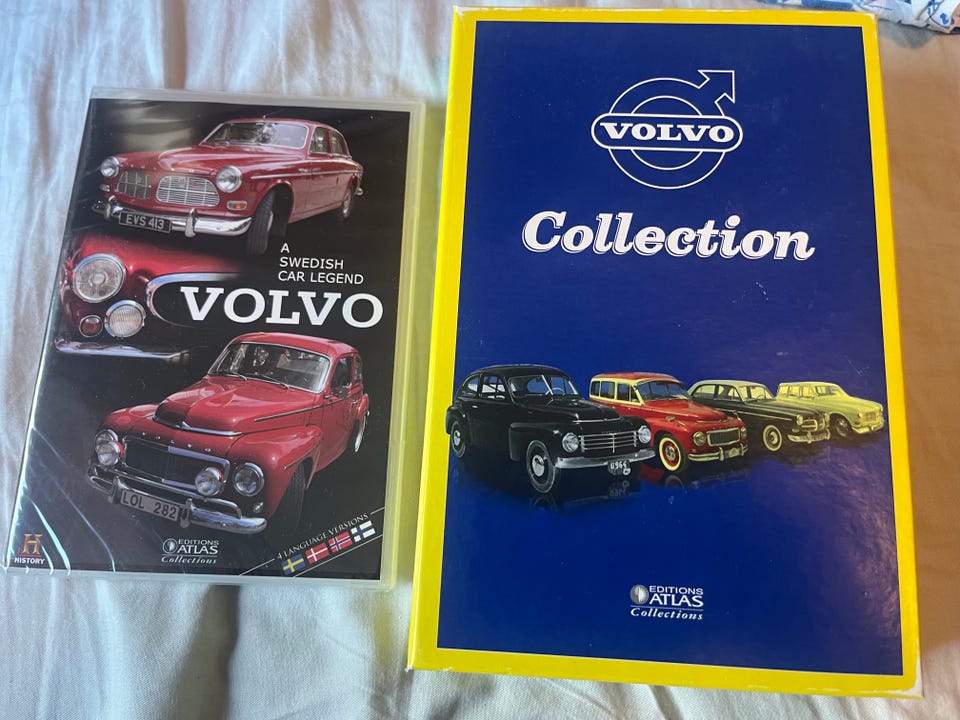 EVS 413
A
SWEDISH
CAR LEGEND
VOLVO
LOL 282
4 LANGUAGE VERSIONS
H
HISTORY
EDITIONS
ATLAS
Collections
VOLVO
Collection
EDITIONS
ATLAS
Collections